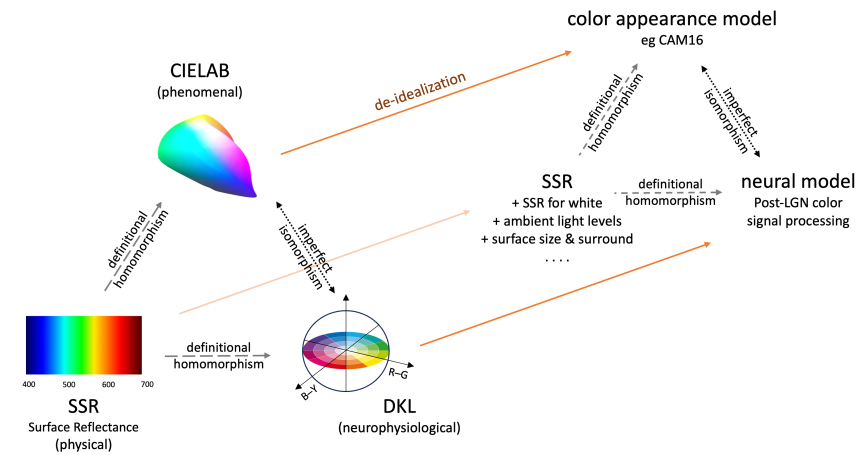 color appearance model
eg CAM16
CIELAB
(phenomenal)
de-idealization
definitional
homomorphism
imperfect
isomorphism
SSR
+ SSR for white
+ ambient light levels
+ surface size & surround
. . . .
definitional
homomorphism
neural model
Post-LGN color
signal processing
definitional
homomorphism
imperfect
isomorphism
400 500 600 700
SSR
Surface Reflectance
(physical)
definitional
homomorphism
R–G
B–Y
DKL
(neurophysiological)